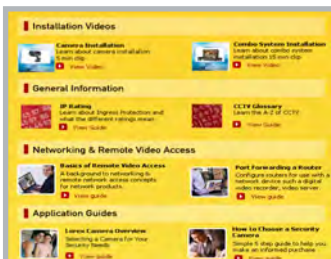 Installation Videos
Camera Installation
Learn about camera installation
5 min clip
View Video
Combo System Installation
Learn about combo system
installation 15 min clip
View Video
General Information
IP Rating
Learn about Ingress Protection and
what the different ratings mean
View Guide
CCTV Glossary
Learn the A-Z of CCTV
View Guide
Networking & Remote Video Access
Basics of Remote Video Access
A background to networking &
remote network access concepts
for network products.
View guide
Port Forwarding a Router
Configure routers for use with a
network device such a digital
video recorder, video server
View guide
Application Guides
Lorex Camera Overview
Selecting a Camera for Your
Security Needs
View guide
How to Choose a Security
Camera
Simple 5 step guide to help you
make an informed purchase
View guide